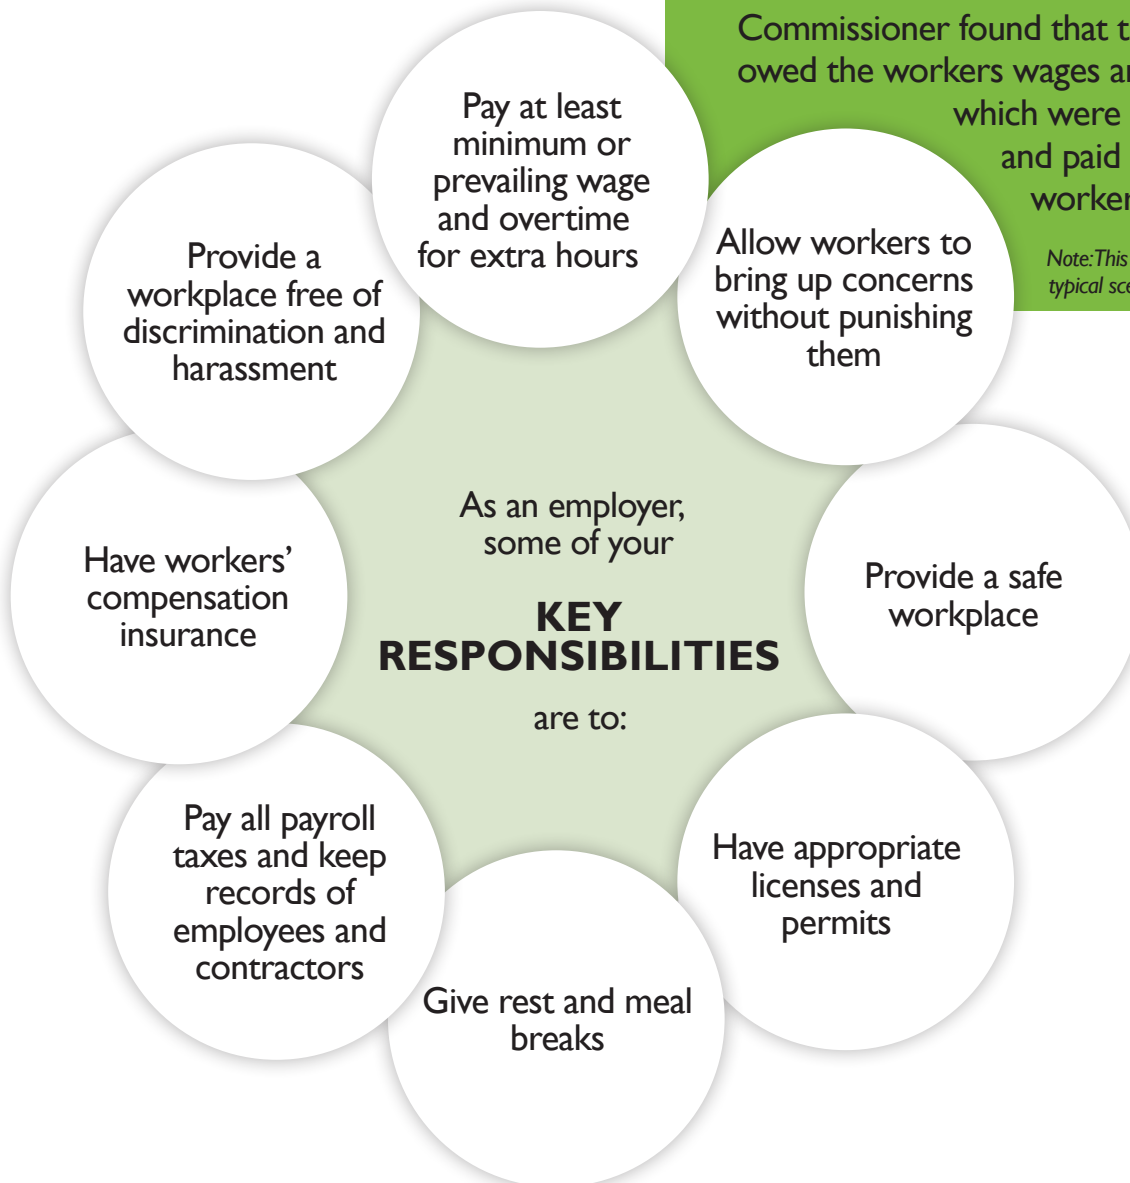 Commissioner found that t
owed the workers wages a
which were
and paid
worker
Note:This
typical sce
Pay at least
minimum or
prevailing wage
and overtime
for extra hours
Allow workers to
bring up concerns
without punishing
them
Provide a safe
workplace
Have appropriate
licenses and
permits
Give rest and meal
breaks
Pay all payroll
taxes and keep
records of
employees and
contractors
Have workers’
compensation
insurance
Provide a
workplace free of
discrimination and
harassment
As an employer,
some of your
KEY
RESPONSIBILITIES
are to: